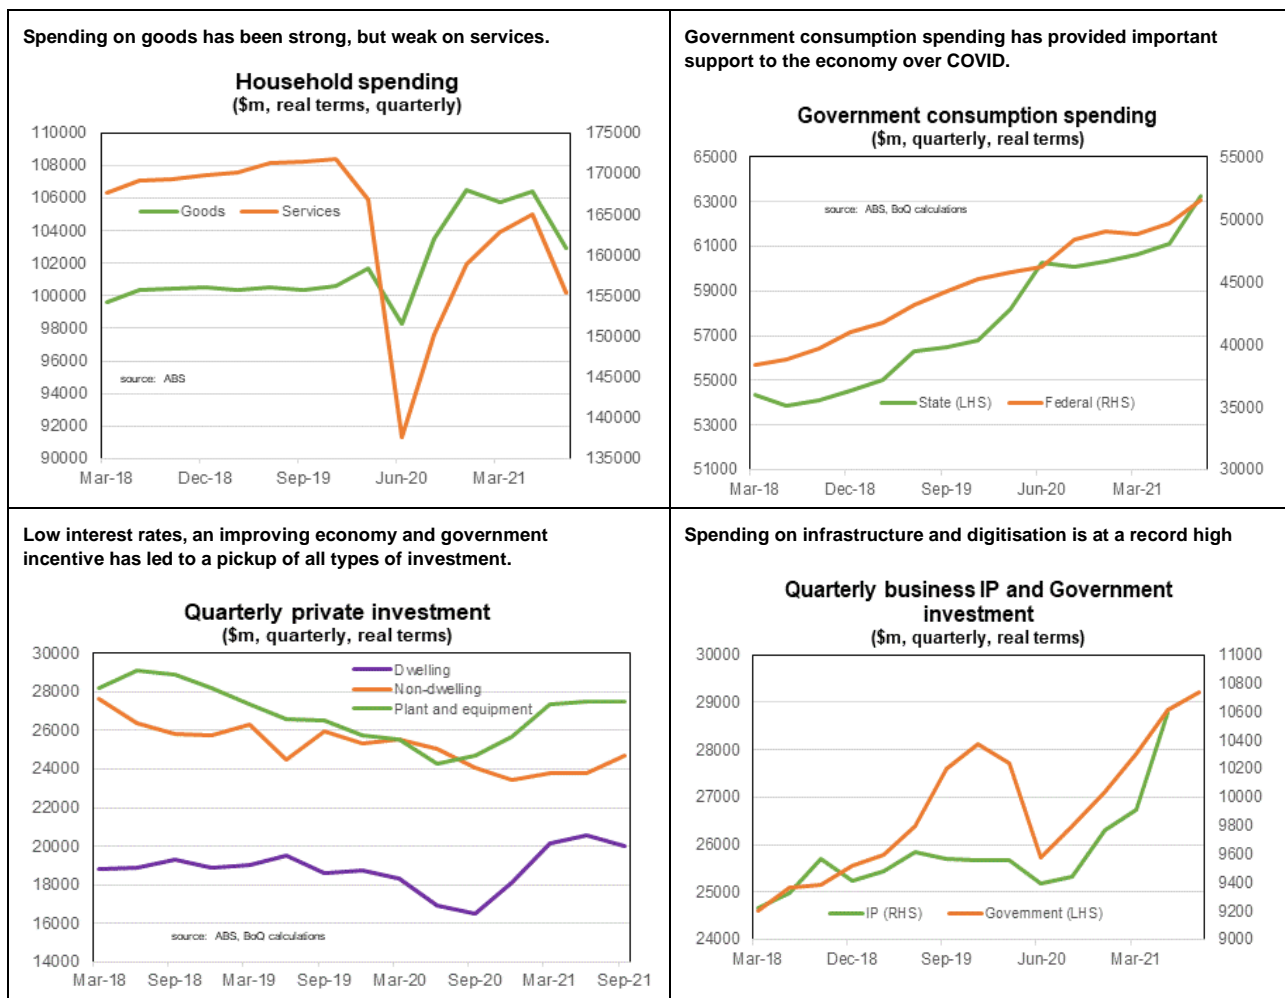 Spending on goods has been strong, but weak on services.
Household spending
($m, real terms, quarterly)
110000
108000
106000
104000
102000
100000
98000
96000
94000
92000
90000
175000
170000
165000
160000
155000
150000
145000
140000
135000
Goods
Services
source: ABS
Mar-18
Dec-18
Sep-19
Jun-20
Mar-21
Government consumption spending has provided important
support to the economy over COVID.
Government consumption spending
($m, quarterly, real terms)
65000
63000
61000
59000
57000
55000
53000
51000
55000
50000
45000
40000
35000
30000
source: ABS, BoQ calculations
State (LHS)
Federal (RHS)
Mar-18
Dec-18
Sep-19
Jun-20
Mar-21
Low interest rates, an improving economy and government
incentive has led to a pickup of all types of investment.
Quarterly private investment
($m, quarterly, real terms)
30000
28000
26000
24000
22000
20000
18000
16000
14000
Dwelling
Non-dwelling
Plant and equipment
source: ABS, BoQ calculations
Mar-18
Sep-18
Mar-19
Sep-19
Mar-20
Sep-20
Mar-21
Sep-21
Spending on infrastructure and digitisation is at a record high
Quarterly business IP and Government
investment
($m, quarterly, real terms)
30000
29000
28000
27000
26000
25000
24000
11000
10800
10600
10400
10200
10000
9800
9600
9400
9200
9000
IP (RHS)
Government (LHS)
Mar-18
Dec-18
Sep-19
Jun-20
Mar-21